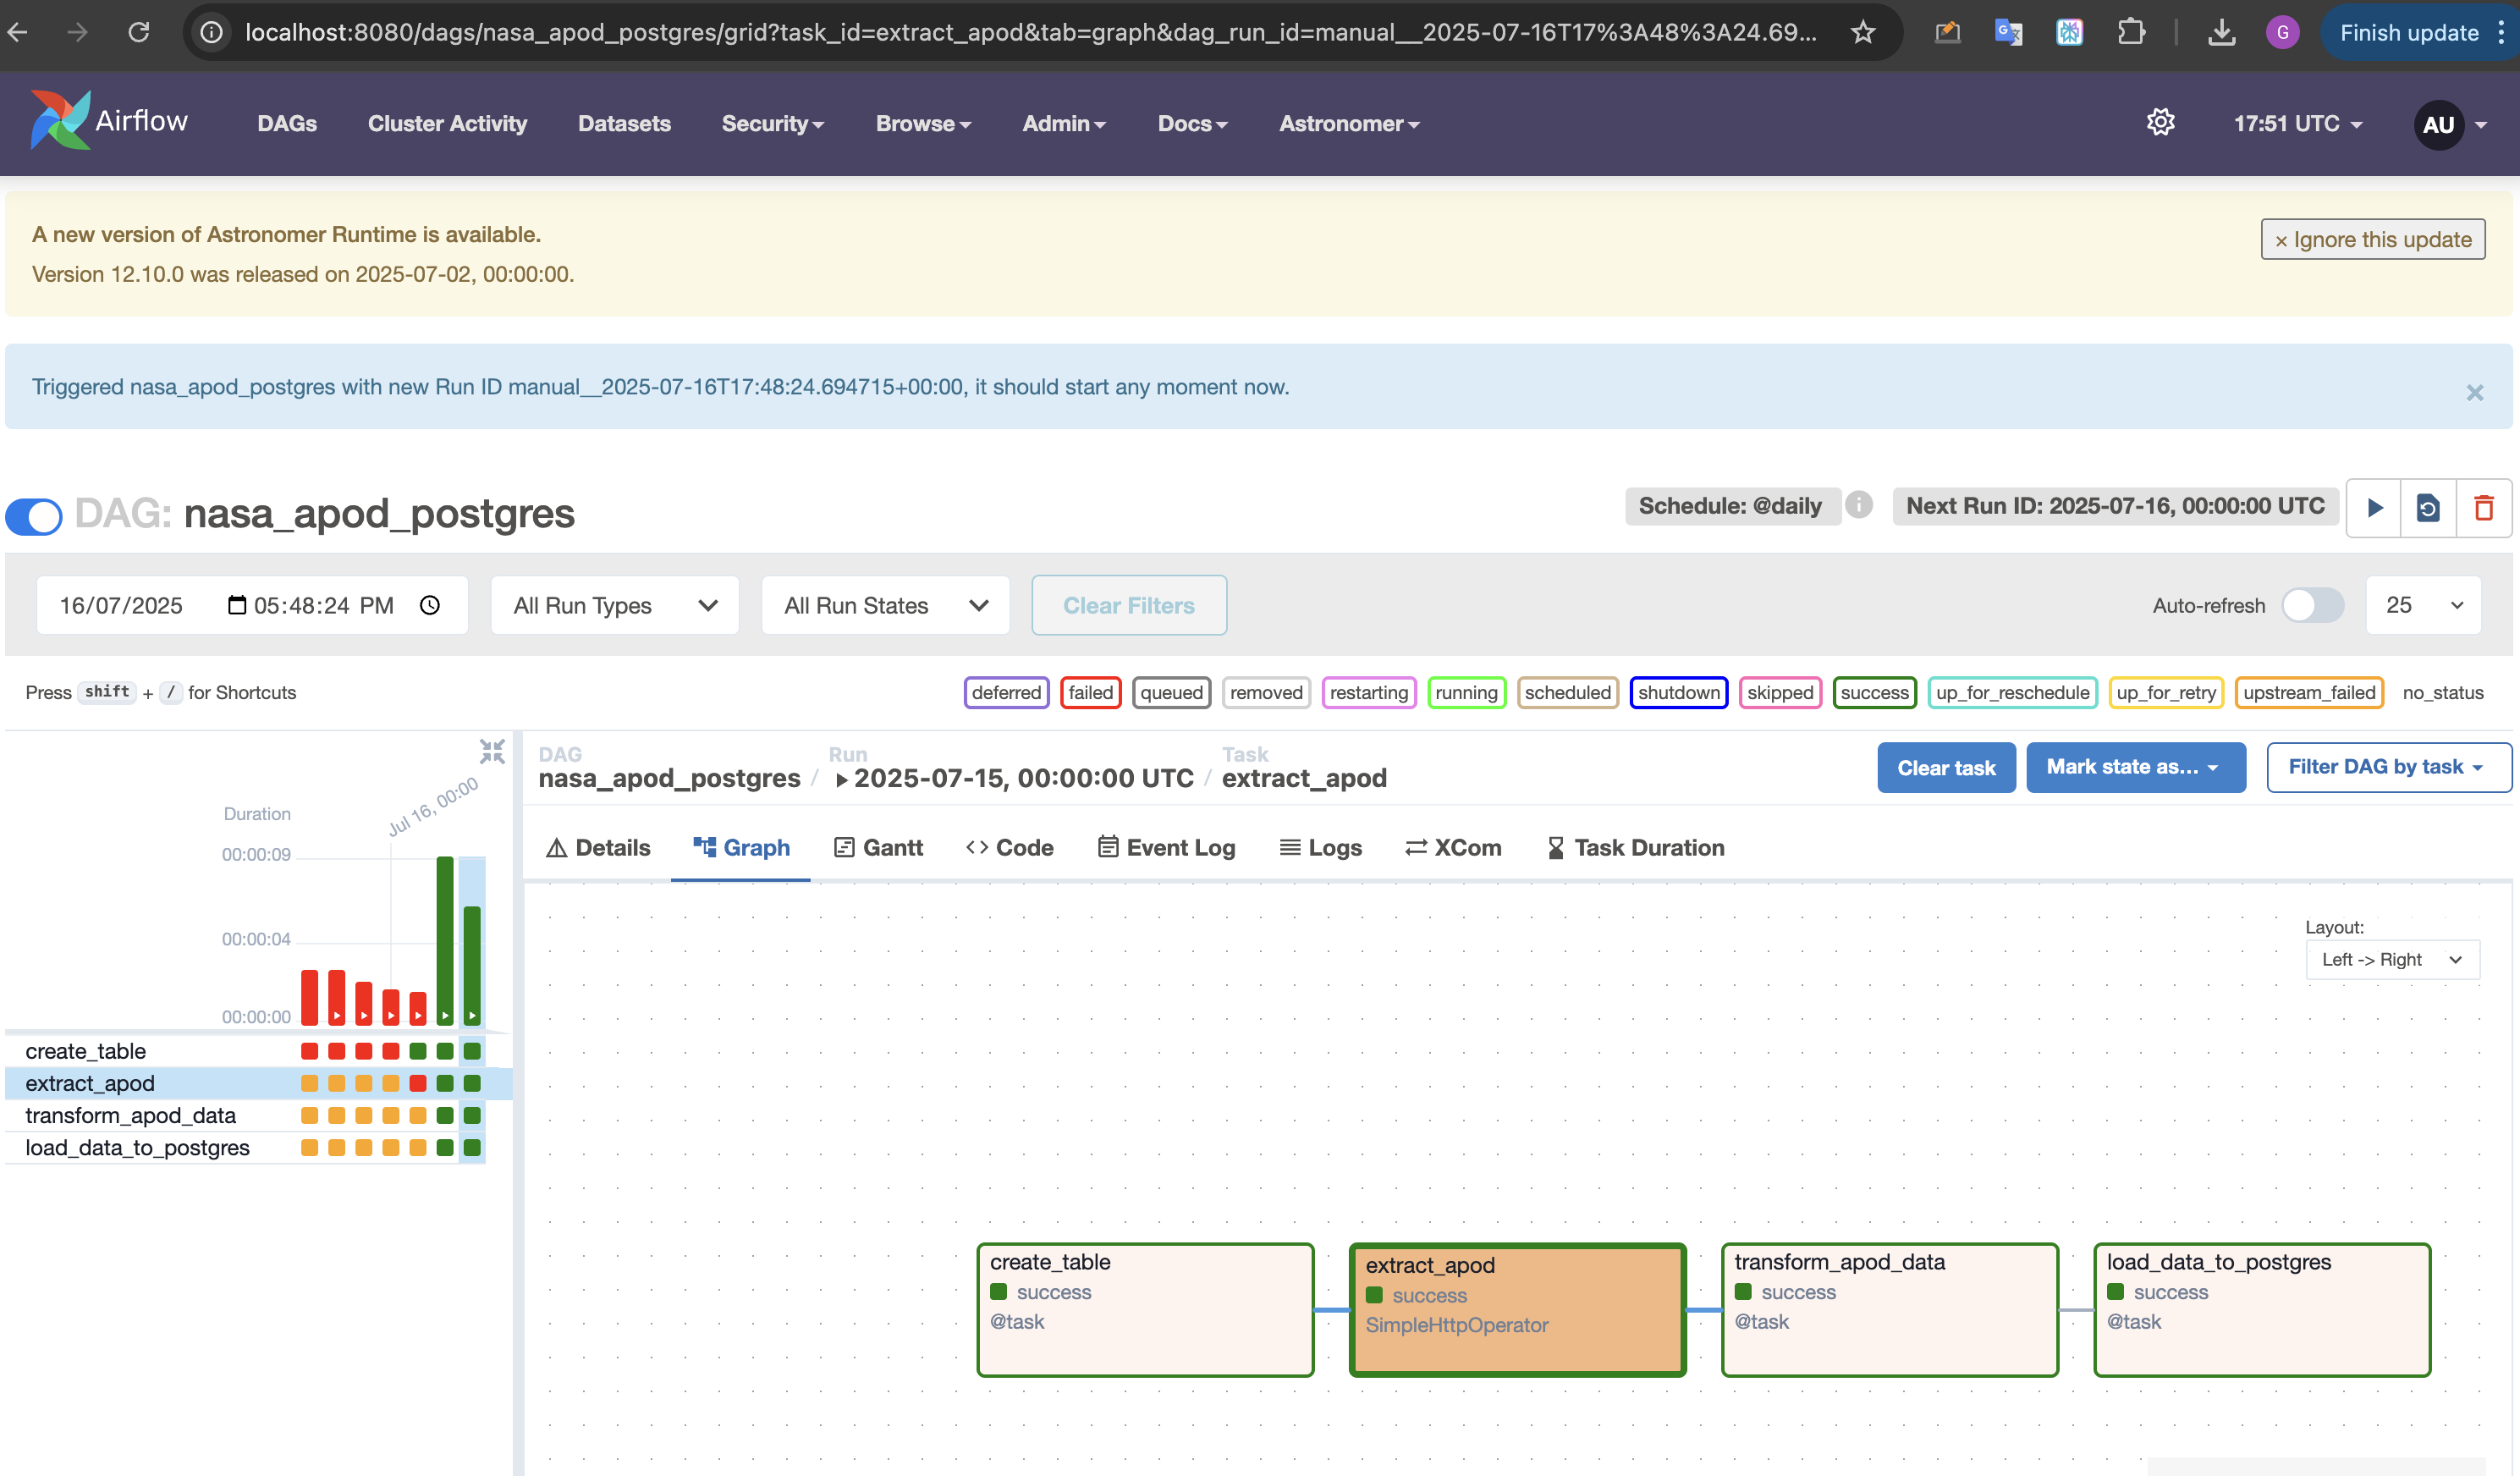 localhost:8080/dags/nasa_apod_postgres/grid?task_id=extract_apod&tab=graph&dag_run_id=manual__2025-07-16T17%3A48%3A24.69...
G
Finish update
Airflow
DAGs
Cluster Activity
Datasets
Security
Browse
Admin
Docs
Astronomer
17:51 UTC
AU
A new version of Astronomer Runtime is available.
× Ignore this update
Version 12.10.0 was released on 2025-07-02, 00:00:00.
Triggered nasa_apod_postgres with new Run ID manual__2025-07-16T17:48:24.694715+00:00, it should start any moment now.
×
DAG: nasa_apod_postgres
Schedule: @daily
Next Run ID: 2025-07-16, 00:00:00 UTC
16/07/2025 05:48:24 PM
All Run Types
All Run States
Clear Filters
Auto-refresh
25
Press shift + / for Shortcuts
deferred
failed
queued
removed
restarting
running
scheduled
shutdown
skipped
success
up_for_reschedule
up_for_retry
upstream_failed
no_status
Jul 16, 00:00
Duration
00:00:09
00:00:04
00:00:00
create_table
extract_apod
transform_apod_data
load_data_to_postgres
DAG
nasa_apod_postgres
/
Run
2025-07-15, 00:00:00 UTC
/
Task
extract_apod
Clear task
Mark state as...
Filter DAG by task
Details
Graph
Gantt
Code
Event Log
Logs
XCom
Task Duration
Layout:
Left -> Right
create_table
success
@task
extract_apod
success
SimpleHttpOperator
transform_apod_data
success
@task
load_data_to_postgres
success
@task